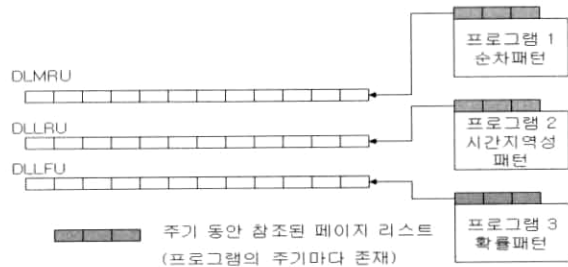 프로그램 1
순차패턴
DLMRU
DLLRU
프로그램 2
시간지역성
패턴
DLLFU
프로그램 3
확률패턴
주기 동안 참조된 페이지 리스트
(프로그램의 주기마다 존재)